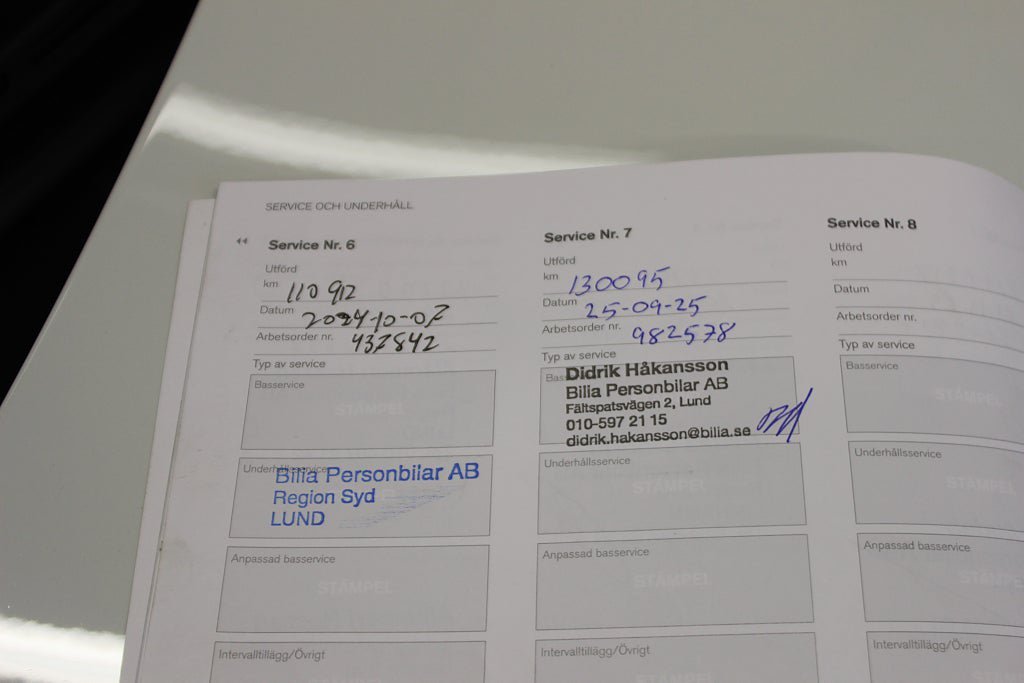 SERVICE OCH UNDERHÅLL
Service Nr. 6
Utförd
km 110 912
Datum 2024-10-07
Arbetsorder nr. 437842
Typ av service
Basservice
STÄMPEL
Underhållsservice
Bilia Personbilar AB
Region Syd
LUND
Anpassad basservice
STÄMPEL
Intervalltillägg/Övrigt
Service Nr. 7
Utförd
km 130095
Datum 25-09-25
Arbetsorder nr. 982578
Typ av service
Didrik Håkansson
Bilia Personbilar AB
Fältspatsvägen 2, Lund
010-597 21 15
didrik.hakansson@bilia.se
Underhållsservice
STÄMPEL
Anpassad basservice
STÄMPEL
Intervalltillägg/Övrigt
STÄMPEL
Service Nr. 8
Utförd
km
Datum
Arbetsorder nr.
Typ av service
Basservice
STÄMPEL
Underhållsservice
STÄMPEL
Anpassad basservice
STÄMPEL
Intervalltillägg/Övrigt